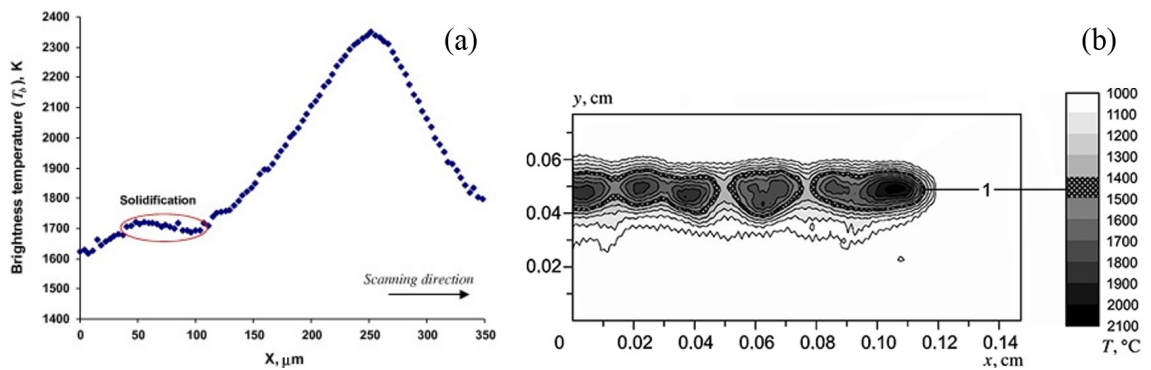 (a)
2400
2300
2200
2100
2000
1900
1800
1700
1600
1500
1400
Brightness temperature (T_b), K
Solidification
Scanning direction
0 50 100 150 200 250 300 350
X, μm
(b)
y, cm
0.06
0.04
0.02
0 0.02 0.04 0.06 0.08 0.10 0.12 0.14
x, cm
1
1000
1100
1200
1300
1400
1500
1600
1700
1800
1900
2000
2100
T, °C